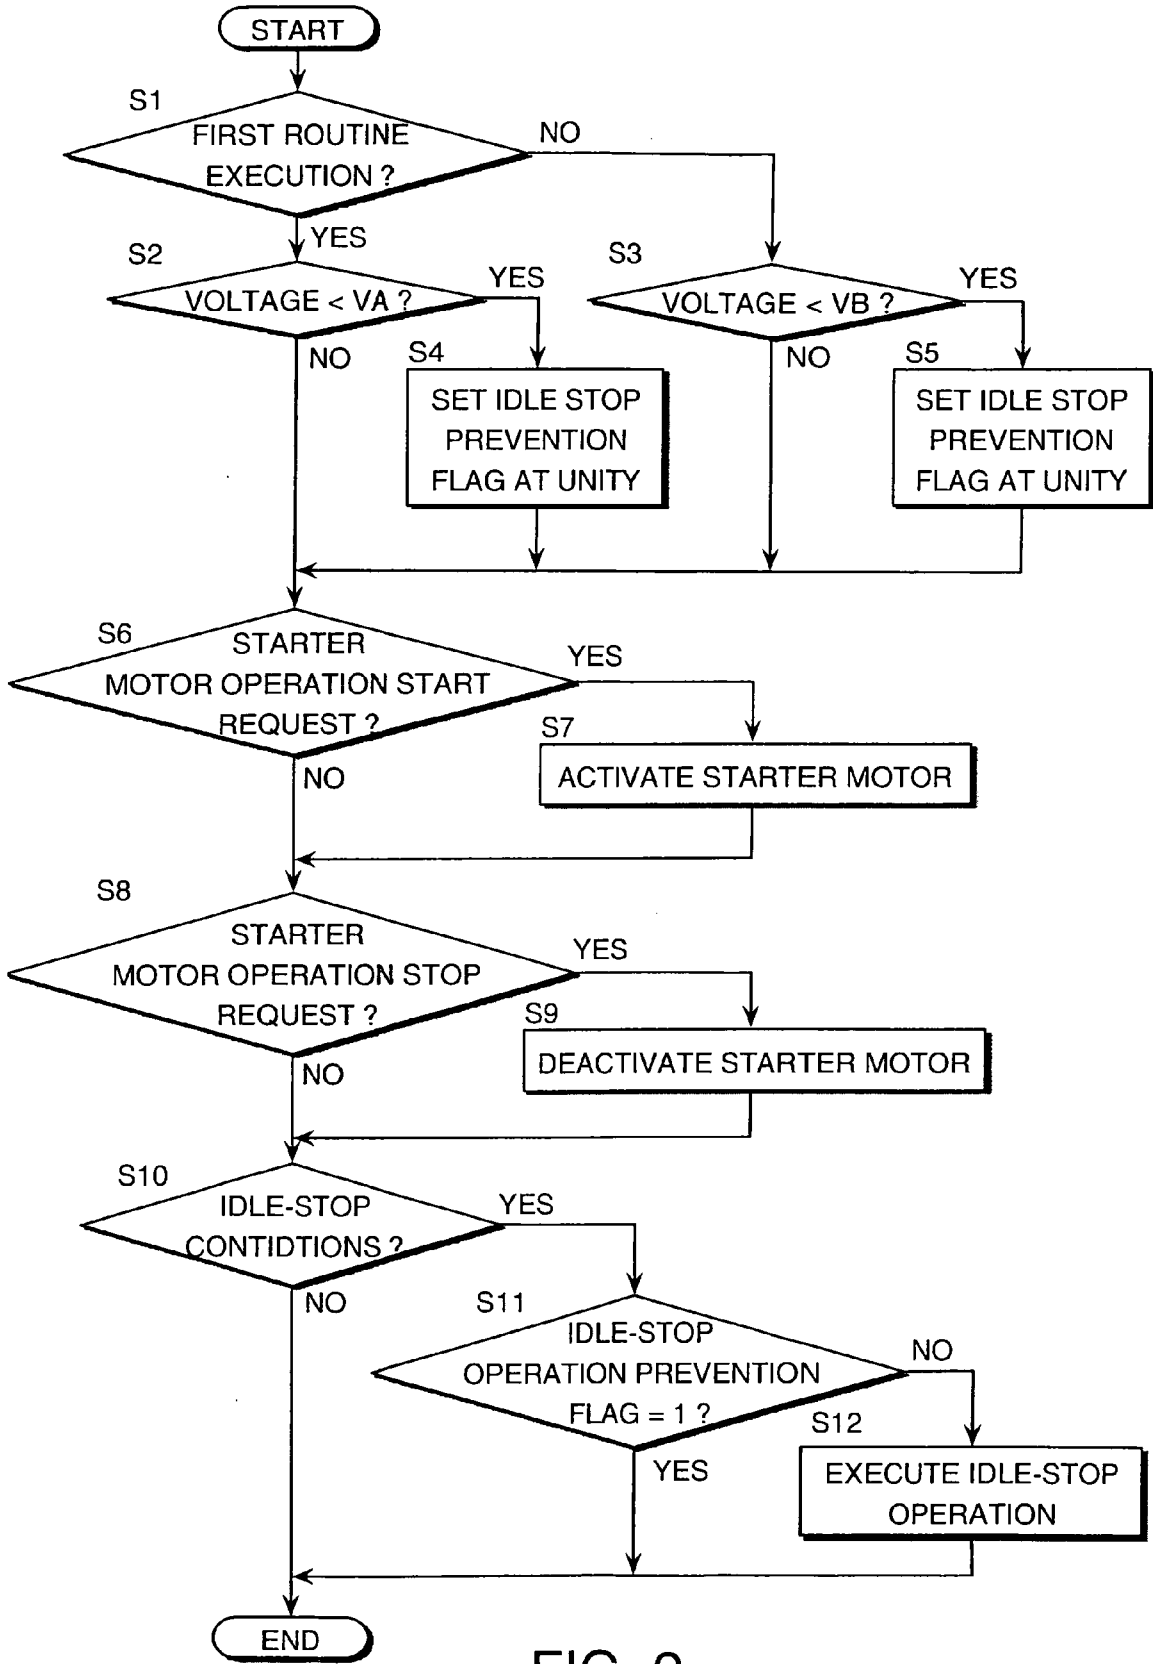 START
S1
FIRST ROUTINE
EXECUTION ?
NO
YES
S2
VOLTAGE < VA ?
YES
NO
S3
VOLTAGE < VB ?
YES
NO
S4
SET IDLE STOP
PREVENTION
FLAG AT UNITY
S5
SET IDLE STOP
PREVENTION
FLAG AT UNITY
S6
STARTER
MOTOR OPERATION START
REQUEST ?
YES
NO
S7
ACTIVATE STARTER MOTOR
S8
STARTER
MOTOR OPERATION STOP
REQUEST ?
YES
NO
S9
DEACTIVATE STARTER MOTOR
S10
IDLE-STOP
CONTIDTIONS ?
YES
NO
S11
IDLE-STOP
OPERATION PREVENTION
FLAG = 1 ?
NO
YES
S12
EXECUTE IDLE-STOP
OPERATION
END
FIG.